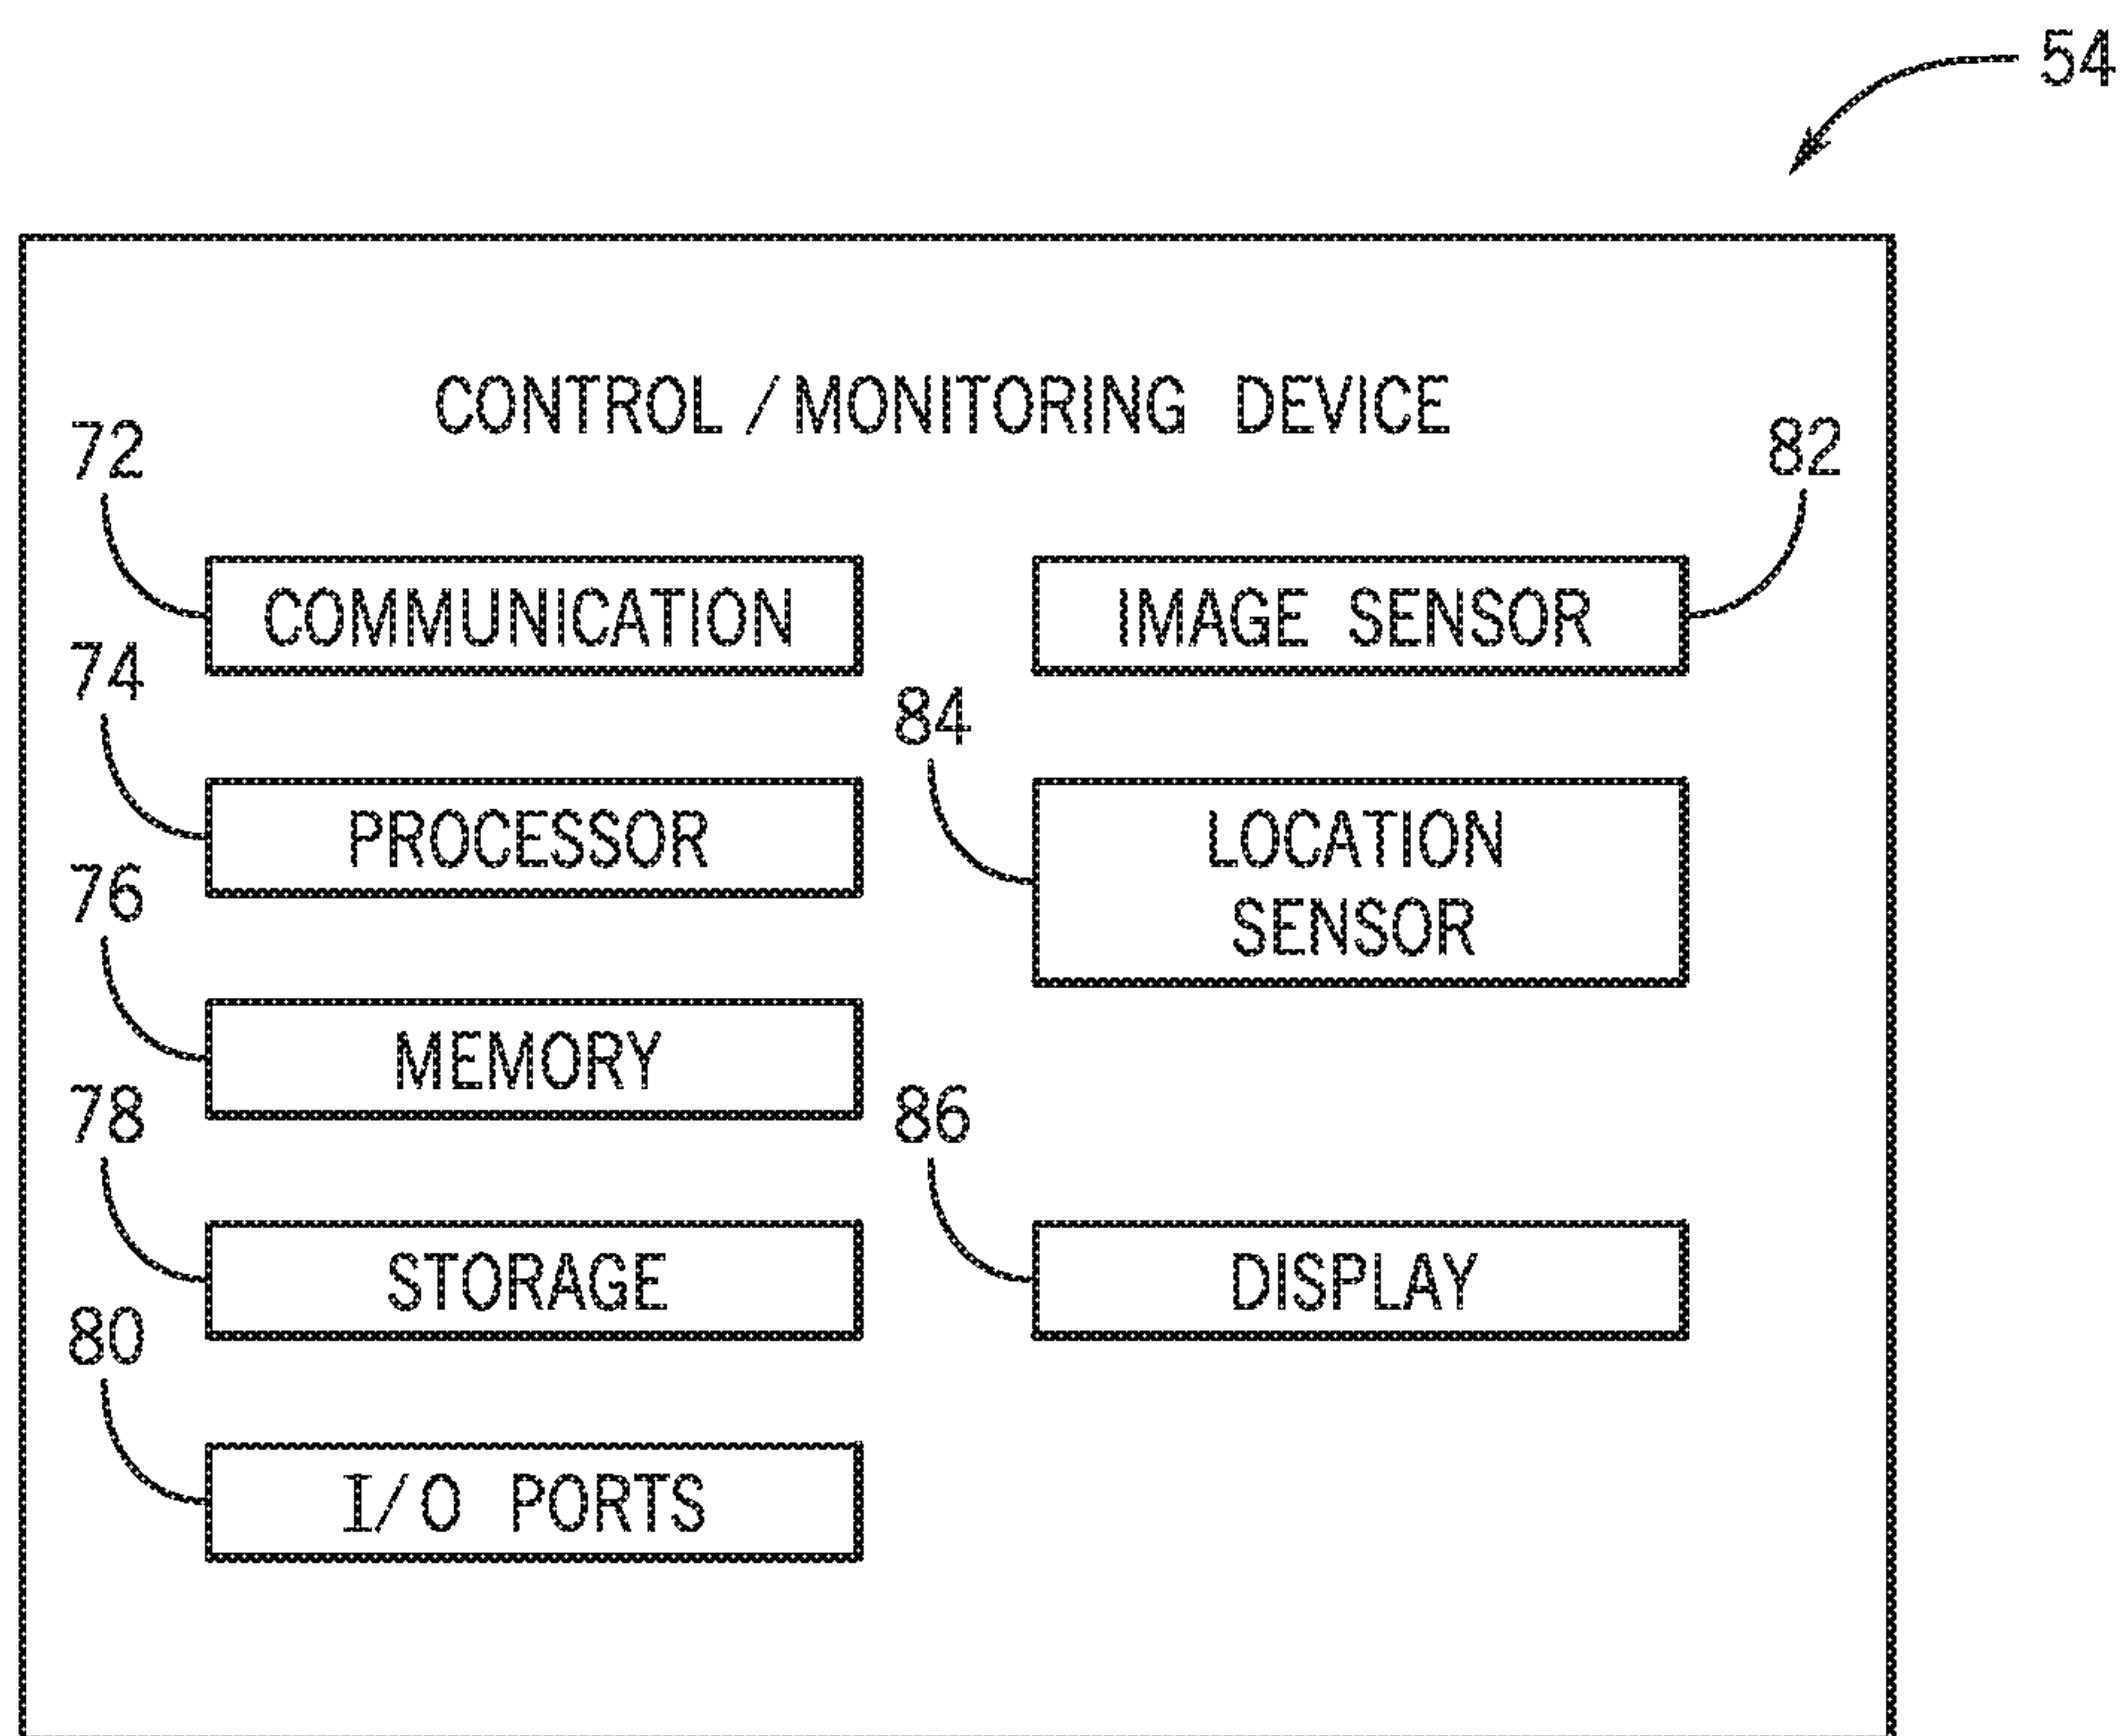 54
CONTROL / MONITORING DEVICE
72
82
COMMUNICATION
IMAGE SENSOR
74
84
PROCESSOR
LOCATION
SENSOR
76
MEMORY
78
86
STORAGE
DISPLAY
80
I/O PORTS